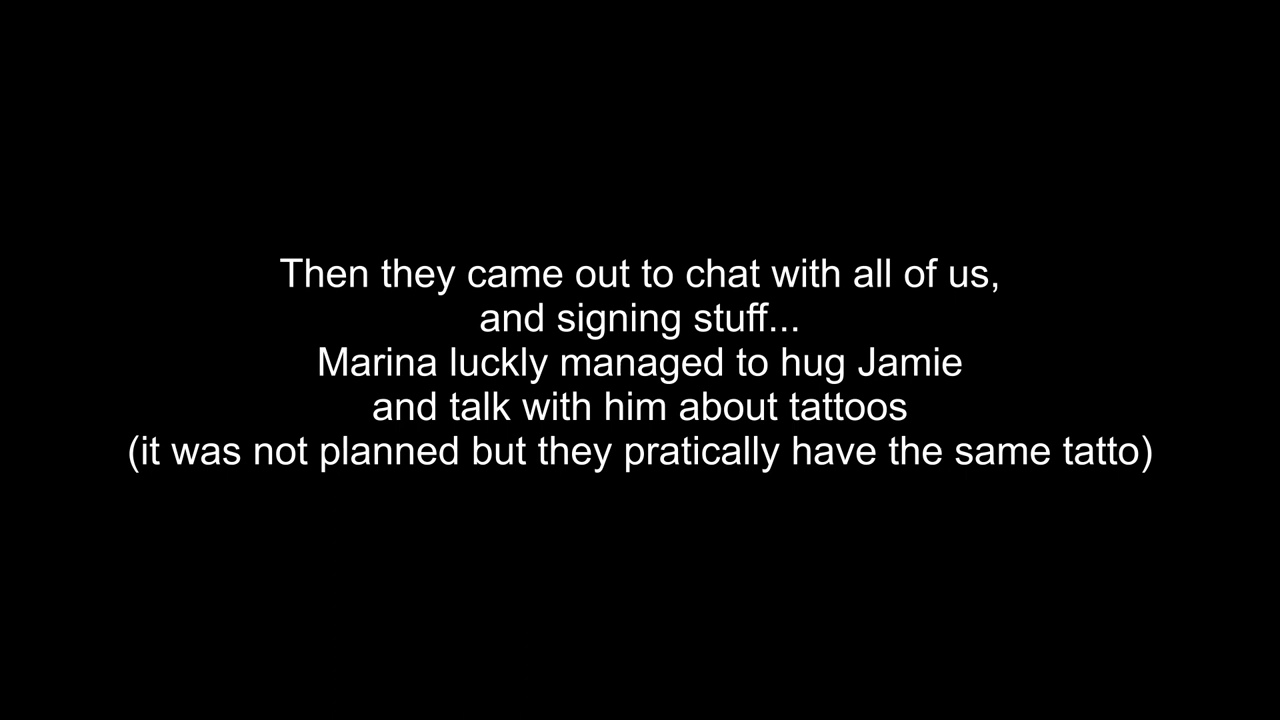 Then they came out to chat with all of us,
and signing stuff...
Marina luckly managed to hug Jamie
and talk with him about tattoos
(it was not planned but they pratically have the same tatto)